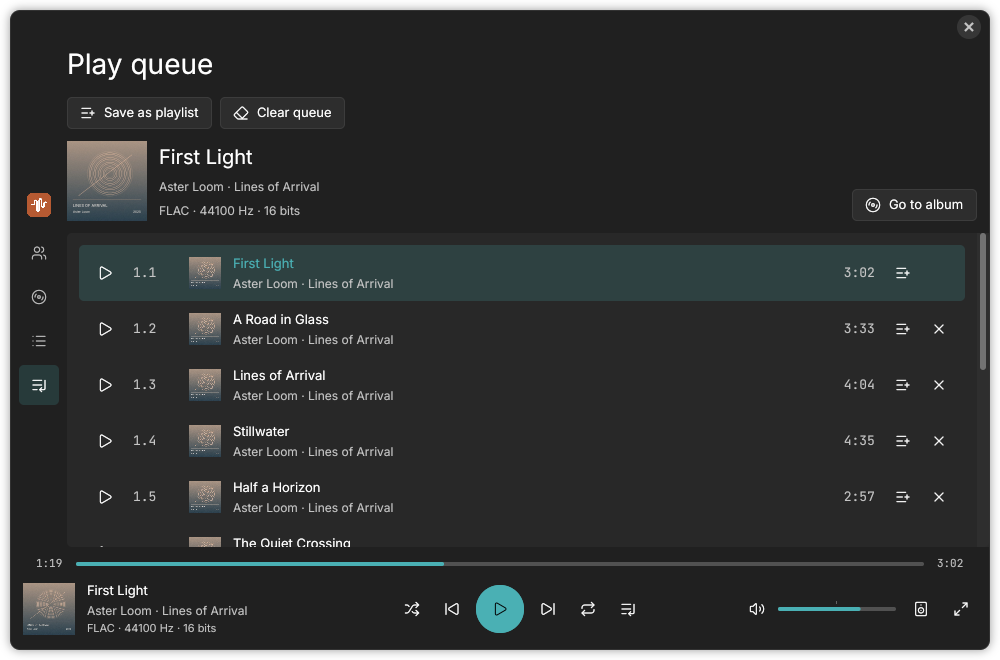 Play queue
Save as playlist
Clear queue
LINES OF ARRIVAL
Aster Loom
First Light
Aster Loom · Lines of Arrival
FLAC · 44100 Hz · 16 bits
Go to album
1.1
First Light
Aster Loom · Lines of Arrival
3:02
1.2
A Road in Glass
Aster Loom · Lines of Arrival
3:33
1.3
Lines of Arrival
Aster Loom · Lines of Arrival
4:04
1.4
Stillwater
Aster Loom · Lines of Arrival
4:35
1.5
Half a Horizon
Aster Loom · Lines of Arrival
2:57
The Quiet Crossing
1:19
3:02
First Light
Aster Loom · Lines of Arrival
FLAC · 44100 Hz · 16 bits